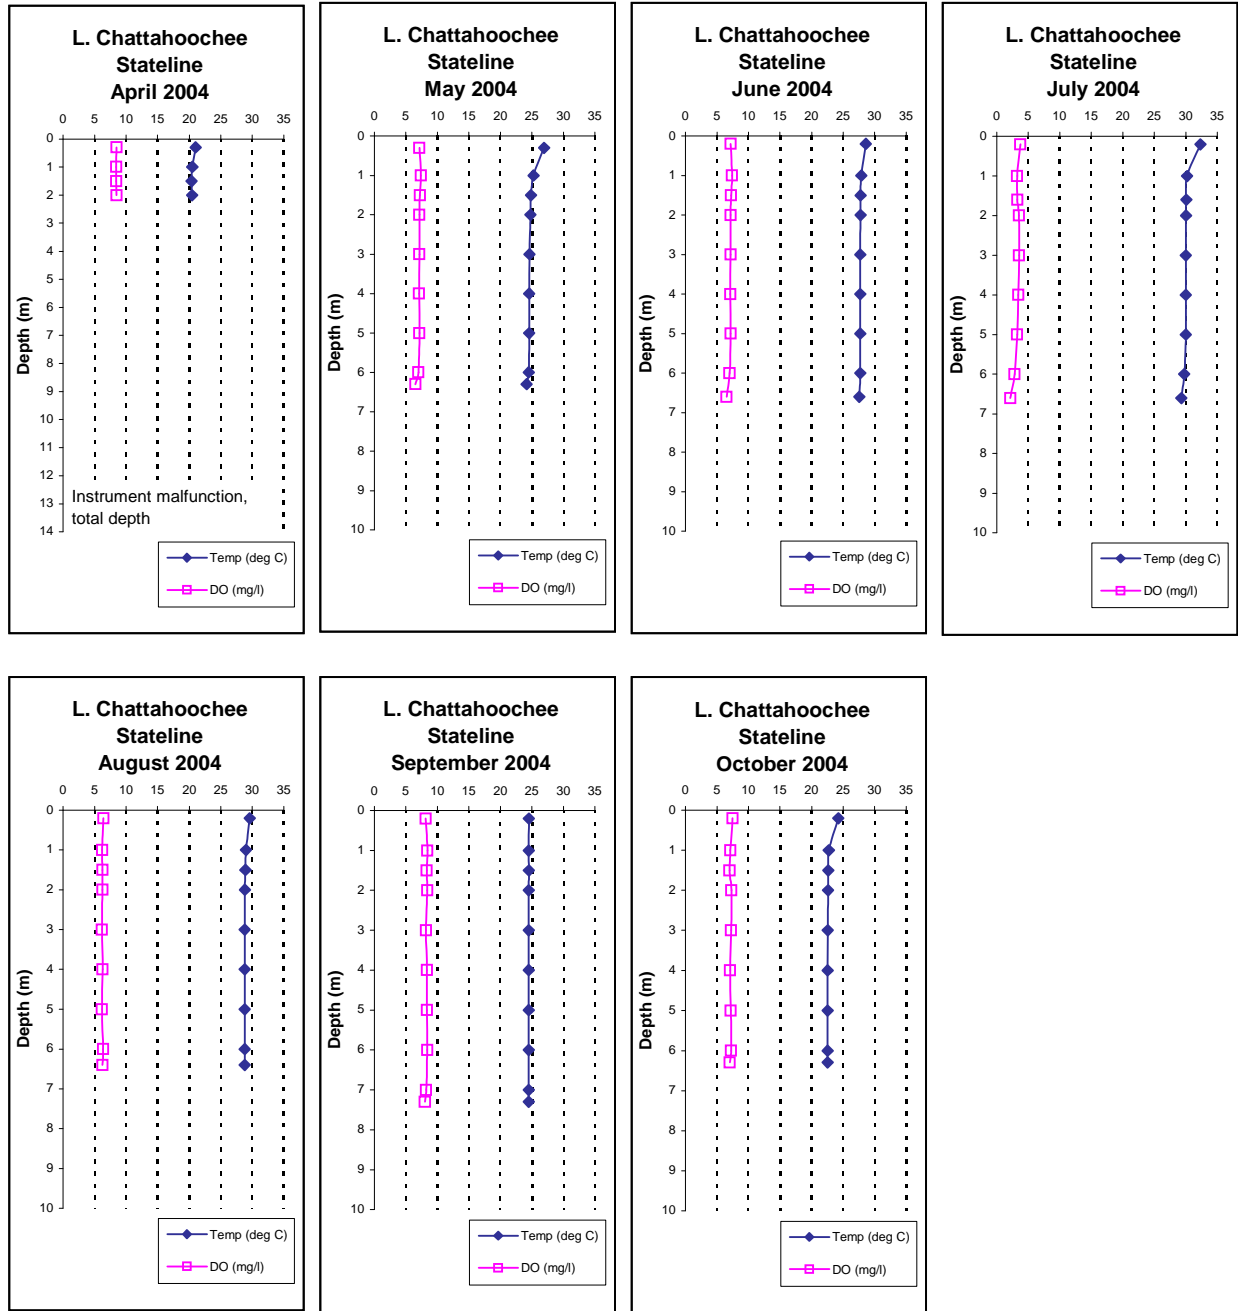 L. Chattahoochee
Stateline
April 2004
0 5 10 15 20 25 30 35
0
1
2
3
4
5
6
7
8
9
10
11
12
13
14
Depth (m)
Instrument malfunction,
total depth
Temp (deg C)
DO (mg/l)
L. Chattahoochee
Stateline
May 2004
0 5 10 15 20 25 30 35
0
1
2
3
4
5
6
7
8
9
10
Depth (m)
Temp (deg C)
DO (mg/l)
L. Chattahoochee
Stateline
June 2004
0 5 10 15 20 25 30 35
0
1
2
3
4
5
6
7
8
9
10
Depth (m)
Temp (deg C)
DO (mg/l)
L. Chattahoochee
Stateline
July 2004
0 5 10 15 20 25 30 35
0
1
2
3
4
5
6
7
8
9
10
Depth (m)
Temp (deg C)
DO (mg/l)
L. Chattahoochee
Stateline
August 2004
0 5 10 15 20 25 30 35
0
1
2
3
4
5
6
7
8
9
10
Depth (m)
Temp (deg C)
DO (mg/l)
L. Chattahoochee
Stateline
September 2004
0 5 10 15 20 25 30 35
0
1
2
3
4
5
6
7
8
9
10
Depth (m)
Temp (deg C)
DO (mg/l)
L. Chattahoochee
Stateline
October 2004
0 5 10 15 20 25 30 35
0
1
2
3
4
5
6
7
8
9
10
Depth (m)
Temp (deg C)
DO (mg/l)